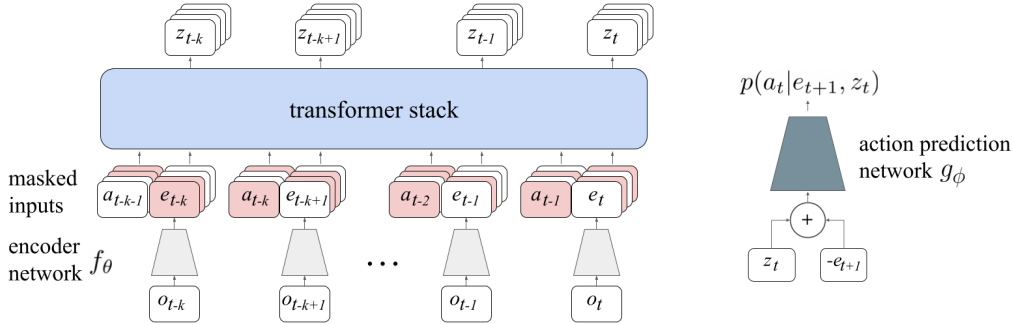 z_{t-k} z_{t-k+1} z_{t-1} z_t
transformer stack
masked
inputs
a_{t-k-1} e_{t-k} a_{t-k} e_{t-k+1} a_{t-2} e_{t-1} a_{t-1} e_t
encoder
network f_θ
...
o_{t-k} o_{t-k+1} o_{t-1} o_t
p(a_t|e_{t+1}, z_t)
action prediction
network g_ϕ
+
z_t -e_{t+1}